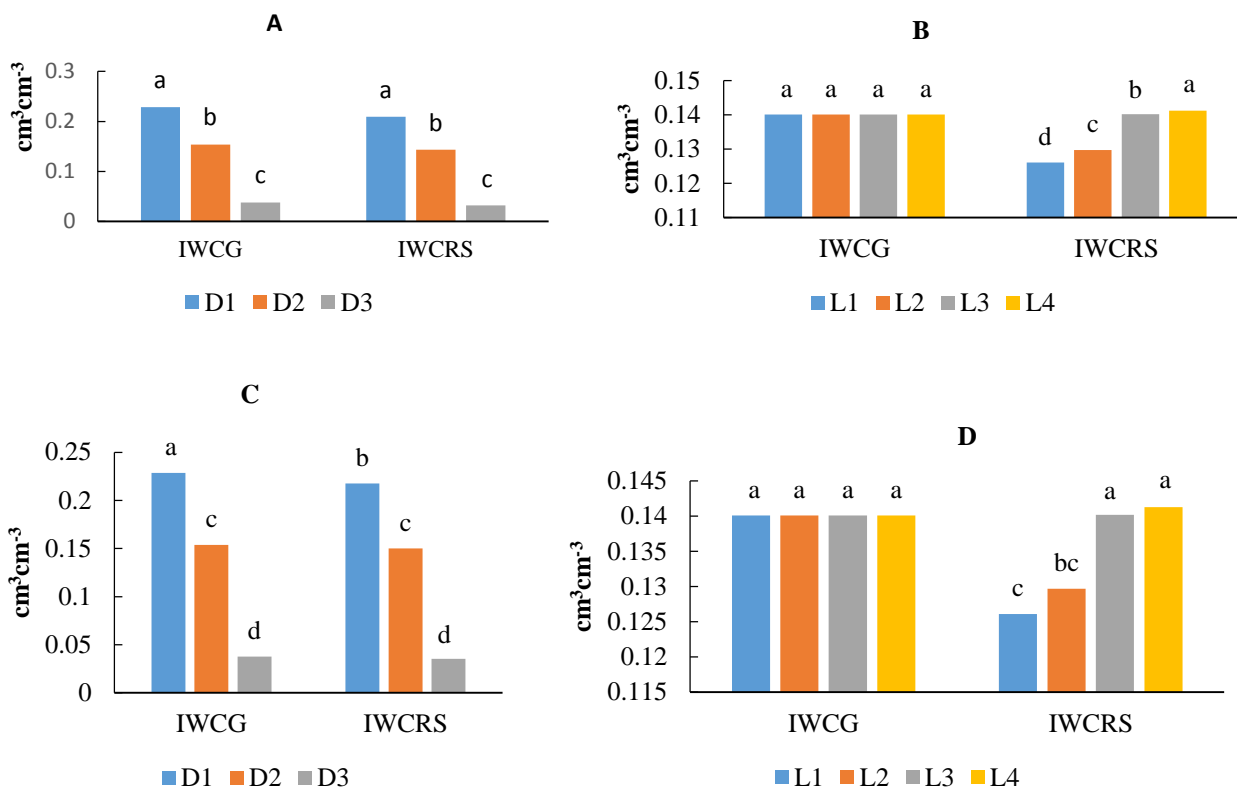 A
cm³cm⁻³
0.3
0.2
0.1
0
a
b
c
a
b
c
IWCG
IWCRS
D1 D2 D3
B
cm³cm⁻³
0.15
0.14
0.13
0.12
0.11
a a a a
d
c
b
a
IWCG
IWCRS
L1 L2 L3 L4
C
cm³cm⁻³
0.25
0.2
0.15
0.1
0.05
0
a
c
d
b
c
d
IWCG
IWCRS
D1 D2 D3
D
cm³cm⁻³
0.145
0.14
0.135
0.13
0.125
0.12
0.115
a a a a
c
bc
a
a
IWCG
IWCRS
L1 L2 L3 L4